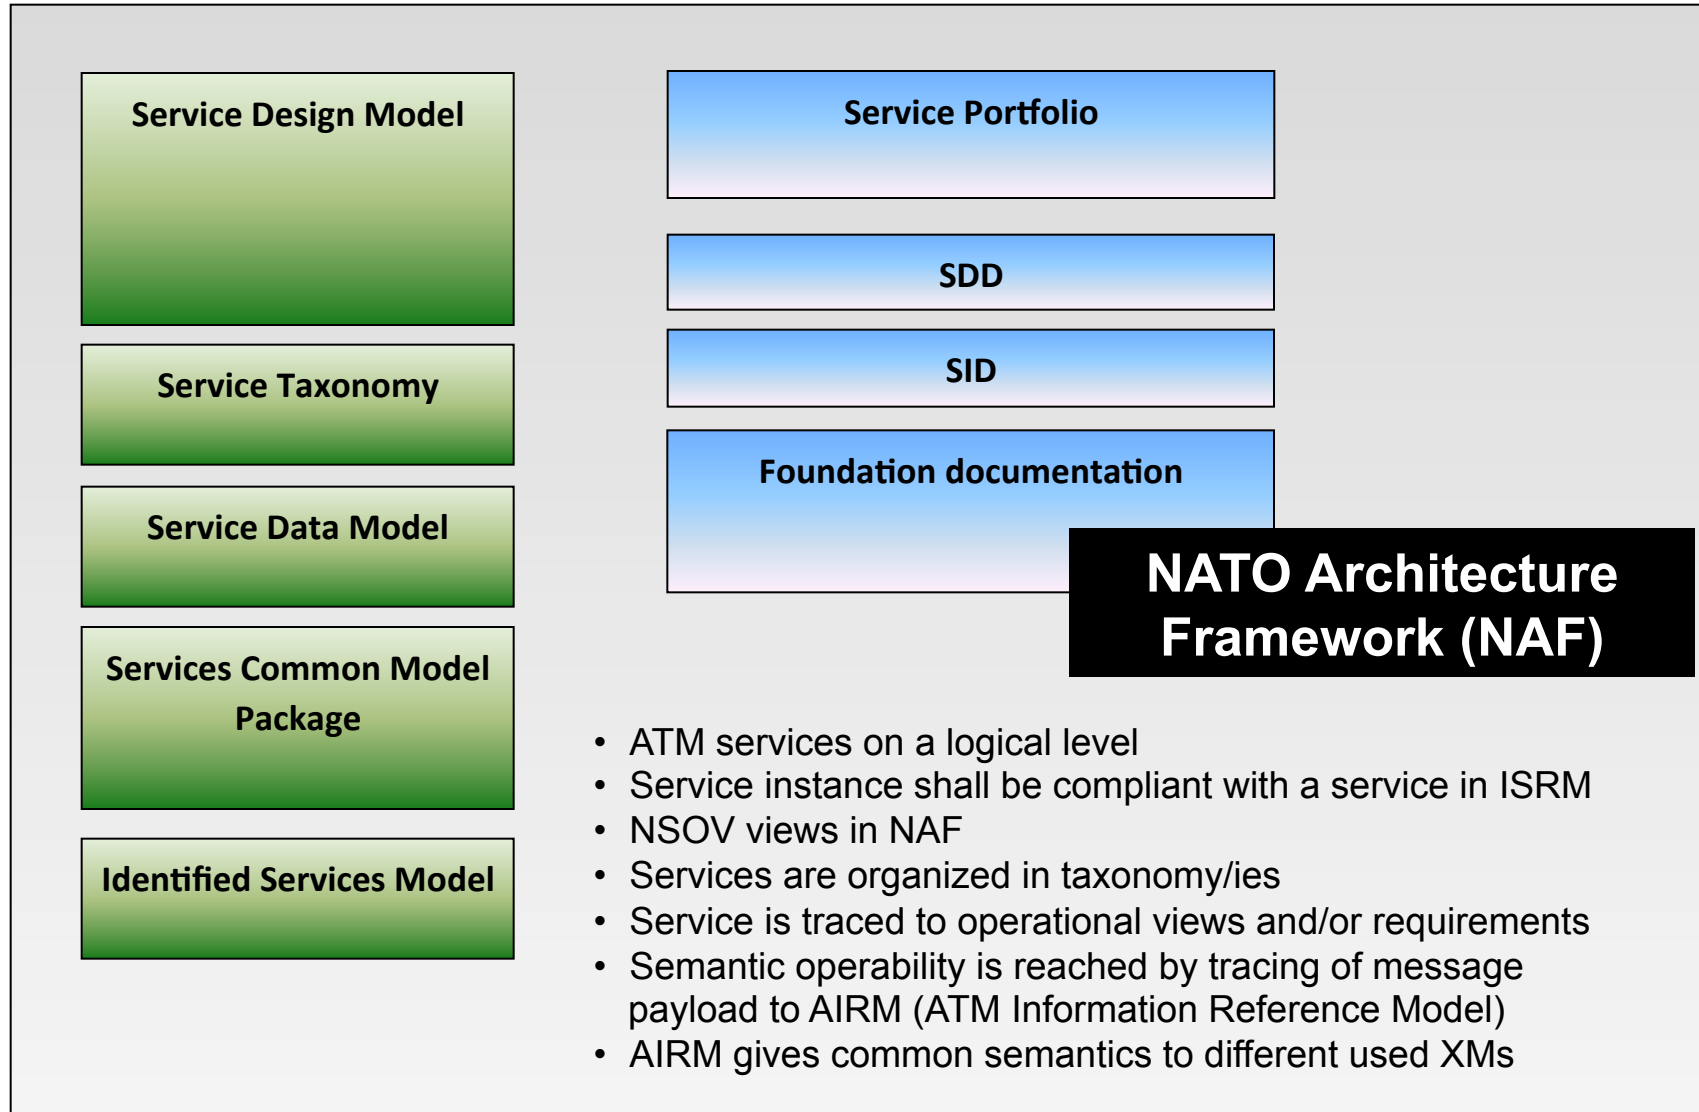 Service Design Model
Service Taxonomy
Service Data Model
Services Common Model
Package
Identified Services Model
Service Portfolio
SDD
SID
Foundation documentation
NATO Architecture
Framework (NAF)
• ATM services on a logical level
• Service instance shall be compliant with a service in ISRM
• NSOV views in NAF
• Services are organized in taxonomy/ies
• Service is traced to operational views and/or requirements
• Semantic operability is reached by tracing of message
payload to AIRM (ATM Information Reference Model)
• AIRM gives common semantics to different used XMs